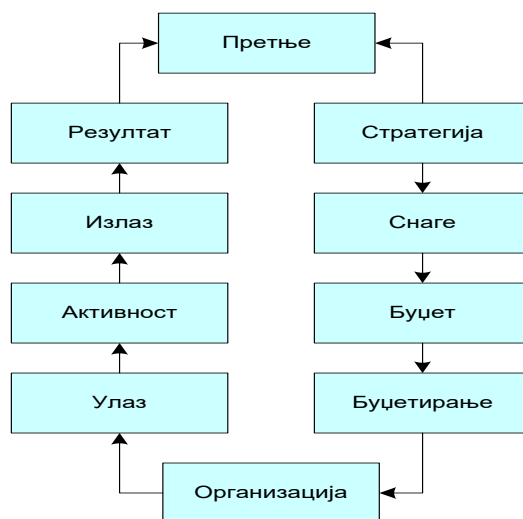 Претње
Резултат
Стратегија
Излаз
Снаге
Активност
Буџет
Улаз
Буџетирање
Организација